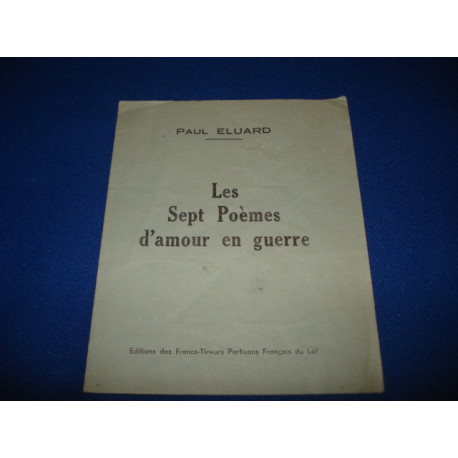 PAUL ELUARD
Les
Sept Poèmes
d'amour en guerre
Editions des Francs-Tireurs Partisans Français du Lot